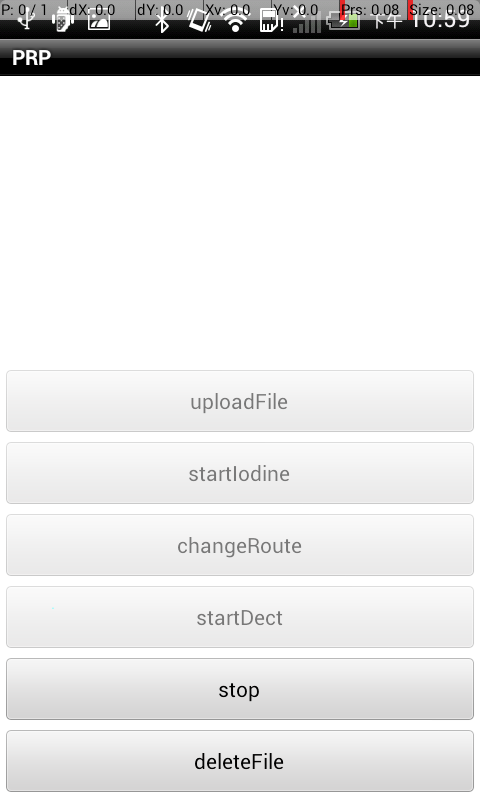 P: 0 / 1 dX: 0.0 dY: 0.0 Xv: 0.0 Yv: 0.0 Prs: 0.08 Size: 0.08
下午 10:59
PRP
uploadFile
startIodine
changeRoute
startDect
stop
deleteFile